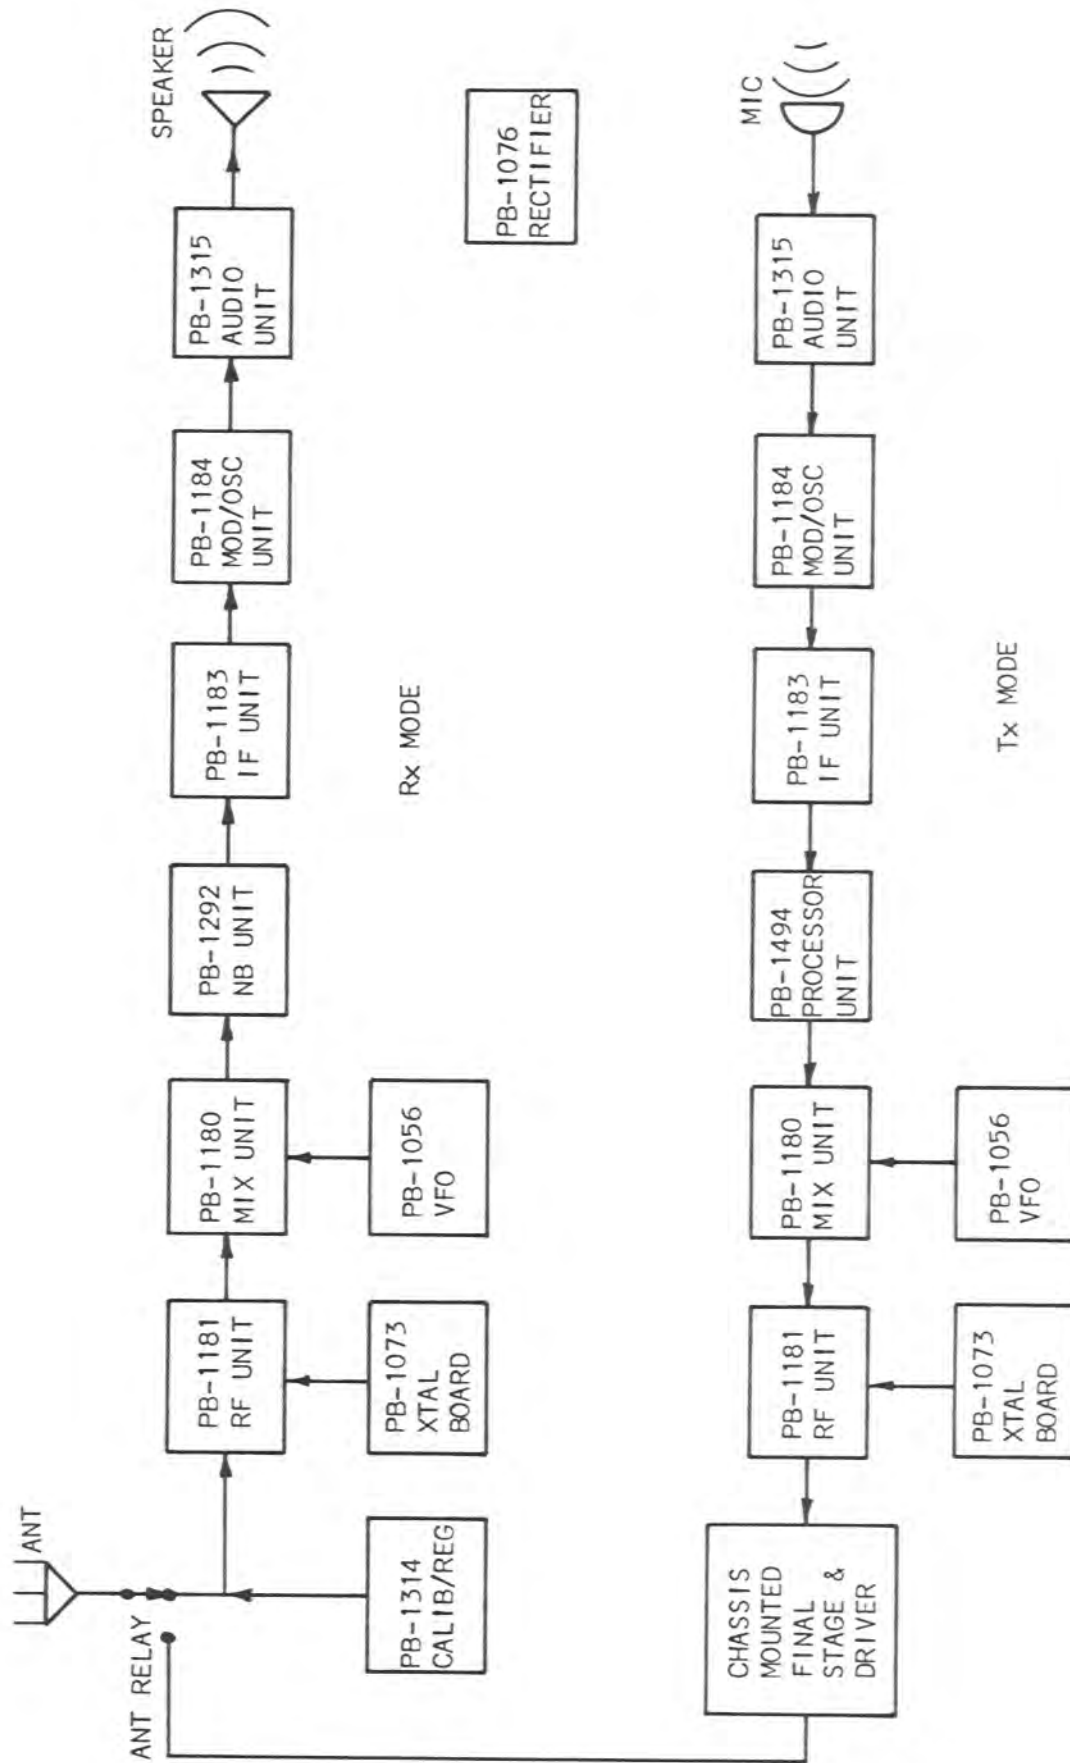 ANT
ANT RELAY
PB-1314
CALIB/REG
PB-1181
RF UNIT
PB-1073
XTAL
BOARD
PB-1180
MIX UNIT
PB-1056
VFO
PB-1292
NB UNIT
PB-1183
IF UNIT
PB-1184
MOD/OSC
UNIT
PB-1315
AUDIO
UNIT
SPEAKER
Rx MODE
PB-1076
RECTIFIER
CHASSIS
MOUNTED
FINAL
STAGE &
DRIVER
PB-1181
RF UNIT
PB-1073
XTAL
BOARD
PB-1180
MIX UNIT
PB-1056
VFO
PB-1494
PROCESSOR
UNIT
PB-1183
IF UNIT
PB-1184
MOD/OSC
UNIT
PB-1315
AUDIO
UNIT
MIC
Tx MODE